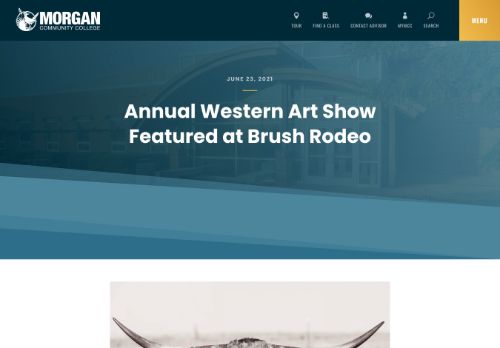 MORGAN
COMMUNITY COLLEGE
TOUR
FIND A CLASS
CONTACT ADVISOR
MYMCC
SEARCH
MENU
JUNE 23, 2021
Annual Western Art Show
Featured at Brush Rodeo